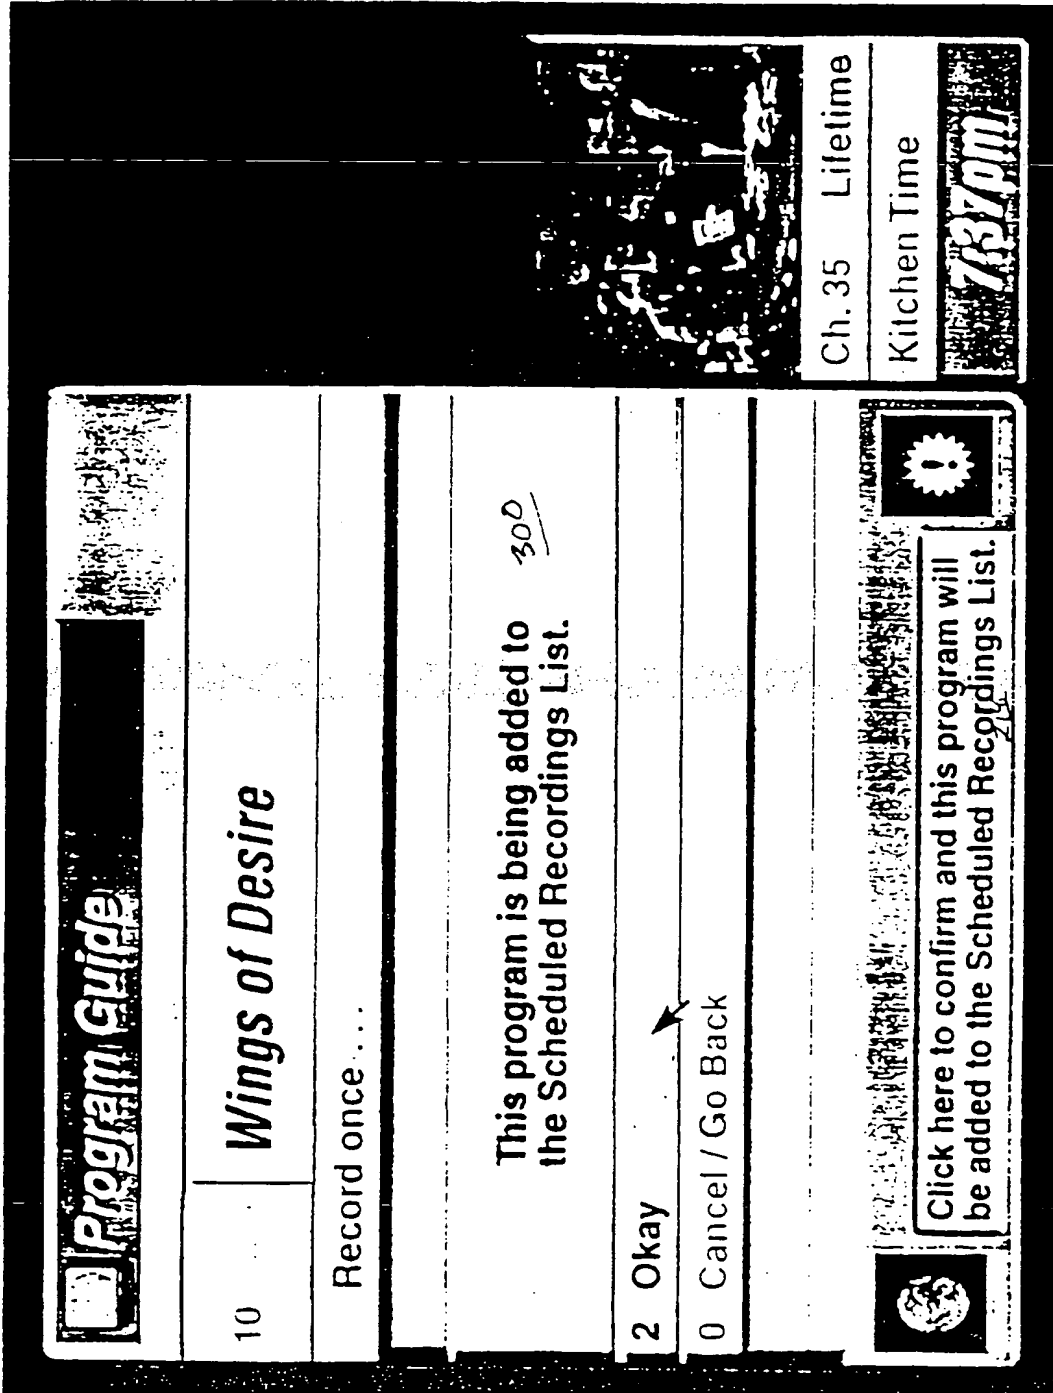 Program Guide
10 Wings of Desire
Record once...
This program is being added to
the Scheduled Recordings List.
300
2 Okay
0 Cancel / Go Back
Click here to confirm and this program will
be added to the Scheduled Recordings List.
Ch. 35 Lifetime
Kitchen Time
7:37pm